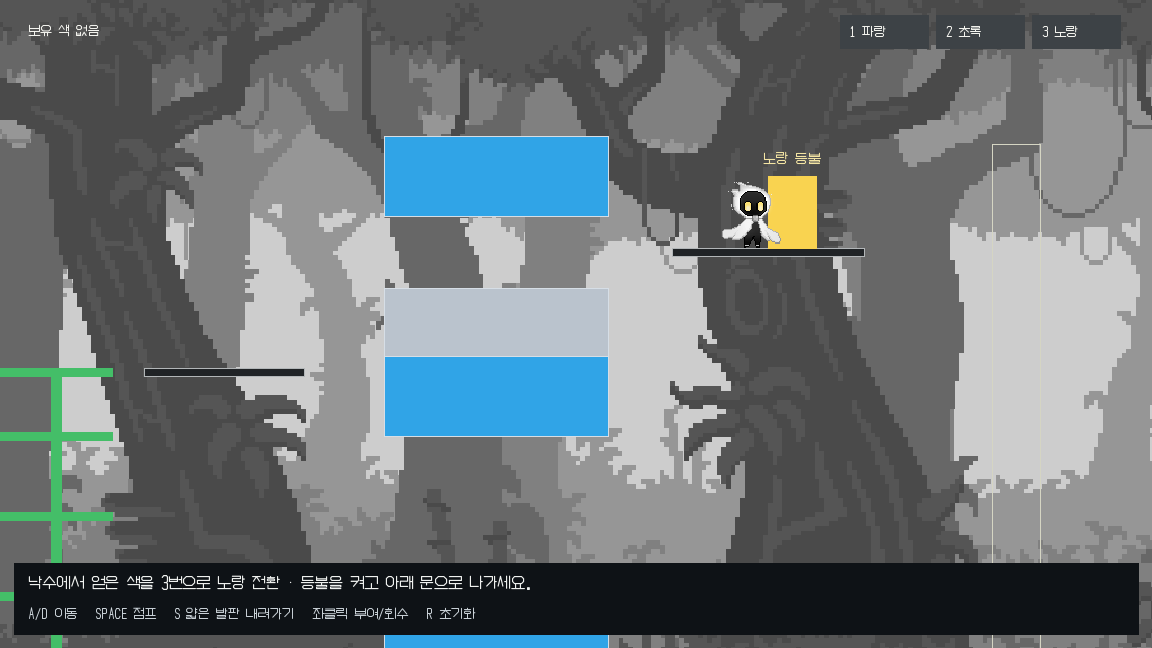 보유 색 없음
1 파랑
2 초록
3 노랑
노랑 등불
낙수에서 얻은 색을 3번으로 노랑 전환 · 등불을 켜고 아래 문으로 나가세요.
A/D 이동 SPACE 점프 S 얇은 발판 내려가기 좌클릭 부여/회수 R 초기화